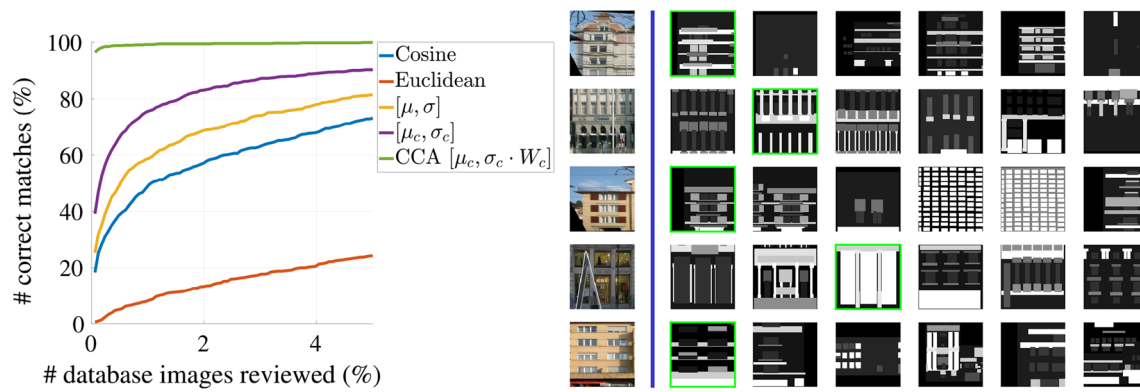 100
80
60
40
20
0
# correct matches (%)
0 2 4
# database images reviewed (%)
Cosine
Euclidean
[μ, σ]
[μ_c, σ_c]
CCA [μ_c, σ_c · W_c]